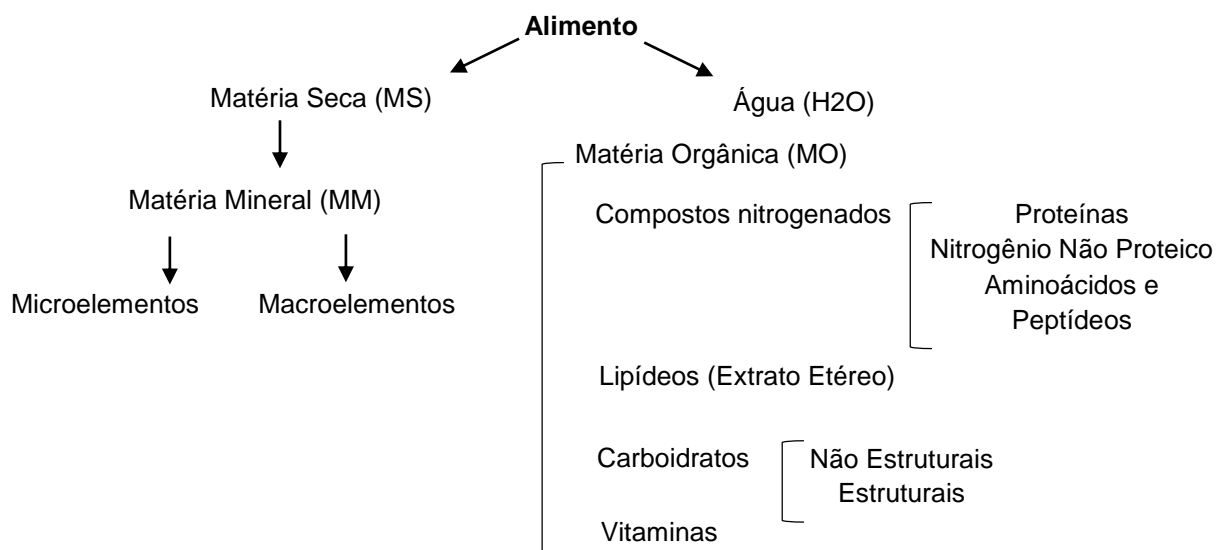 Alimento
Matéria Seca (MS)
Água (H2O)
Matéria Orgânica (MO)
Matéria Mineral (MM)
Compostos nitrogenados
Proteínas
Nitrogênio Não Proteico
Aminoácidos e
Peptídeos
Microelementos
Macroelementos
Lipídeos (Extrato Etéreo)
Carboidratos
Não Estruturais
Estruturais
Vitaminas